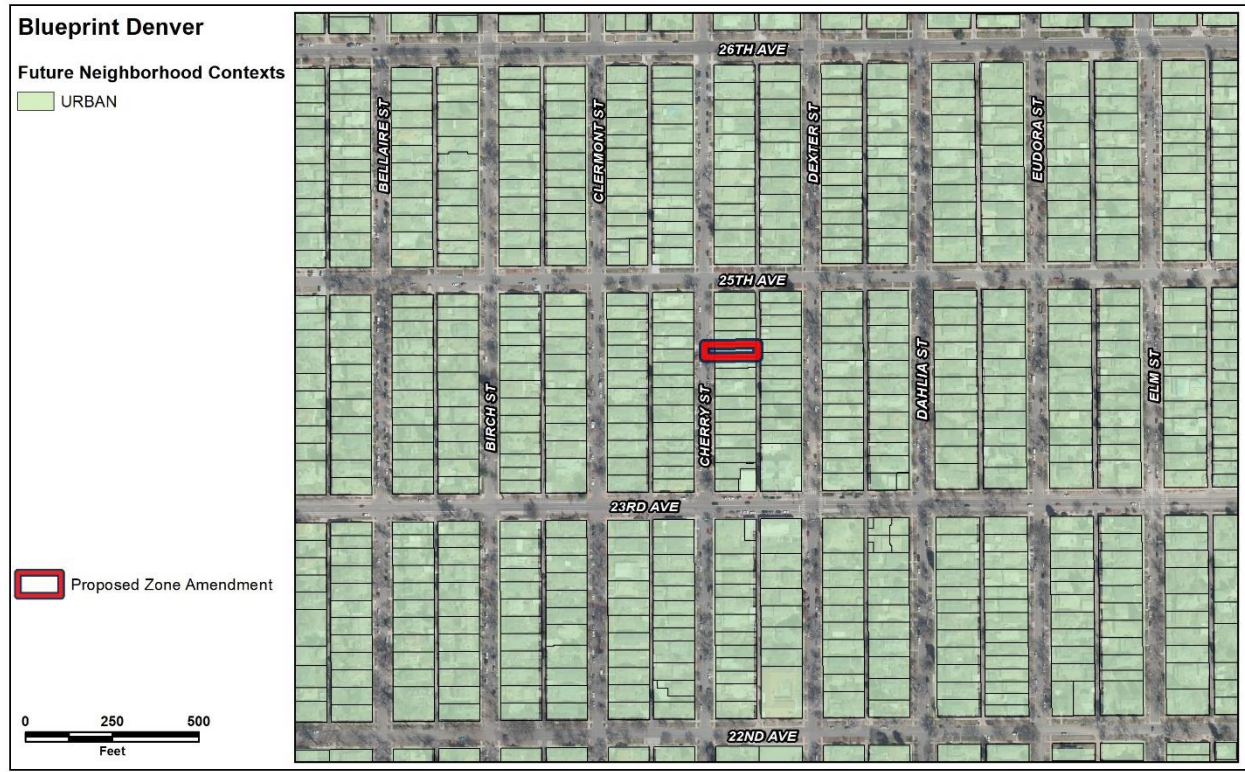 Blueprint Denver
Future Neighborhood Contexts
URBAN
Proposed Zone Amendment
0 250 500
Feet
26TH AVE
BELLAIRE ST
CLERMONT ST
DEXTER ST
EUDORA ST
25TH AVE
BIRCH ST
CHERRY ST
DAHLIA ST
ELM ST
23RD AVE
22ND AVE